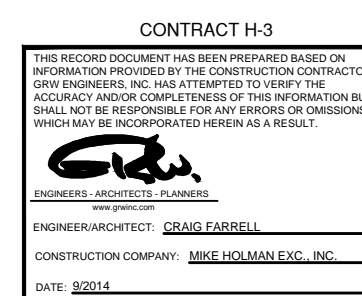 CONTRACT H-3
THIS RECORD DOCUMENT HAS BEEN PREPARED BASED ON
INFORMATION PROVIDED BY THE CONSTRUCTION CONTRACTO
GRW ENGINEERS, INC. HAS ATTEMPTED TO VERIFY THE
ACCURACY AND/OR COMPLETENESS OF THIS INFORMATION BU
SHALL NOT BE RESPONSIBLE FOR ANY ERRORS OR OMISSIONS
WHICH MAY BE INCORPORATED HEREIN AS A RESULT.
GRW.
ENGINEERS - ARCHITECTS - PLANNERS
www.grwinc.com
ENGINEER/ARCHITECT: CRAIG FARRELL
CONSTRUCTION COMPANY: MIKE HOLMAN EXC., INC.
DATE: 9/2014